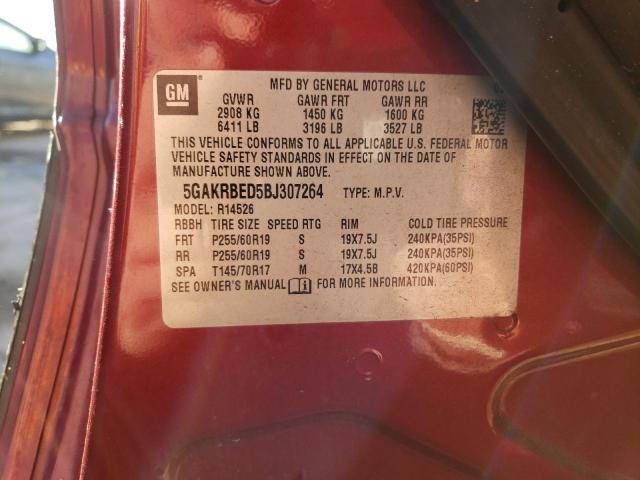 GM
MFD BY GENERAL MOTORS LLC
GVWR GAWR FRT GAWR RR
2908 KG 1450 KG 1600 KG
6411 LB 3196 LB 3527 LB
THIS VEHICLE CONFORMS TO ALL APPLICABLE U.S. FEDERAL MOTOR
VEHICLE SAFETY STANDARDS IN EFFECT ON THE DATE OF
MANUFACTURE SHOWN ABOVE.
5GAKRBED5BJ307264 TYPE: M.P.V.
MODEL: R14526
RBBH TIRE SIZE SPEED RTG RIM COLD TIRE PRESSURE
FRT P255/60R19 S 19X7.5J 240KPA(35PSI)
RR P255/60R19 S 19X7.5J 240KPA(35PSI)
SPA T145/70R17 M 17X4.5B 420KPA(60PSI)
SEE OWNER'S MANUAL FOR MORE INFORMATION.